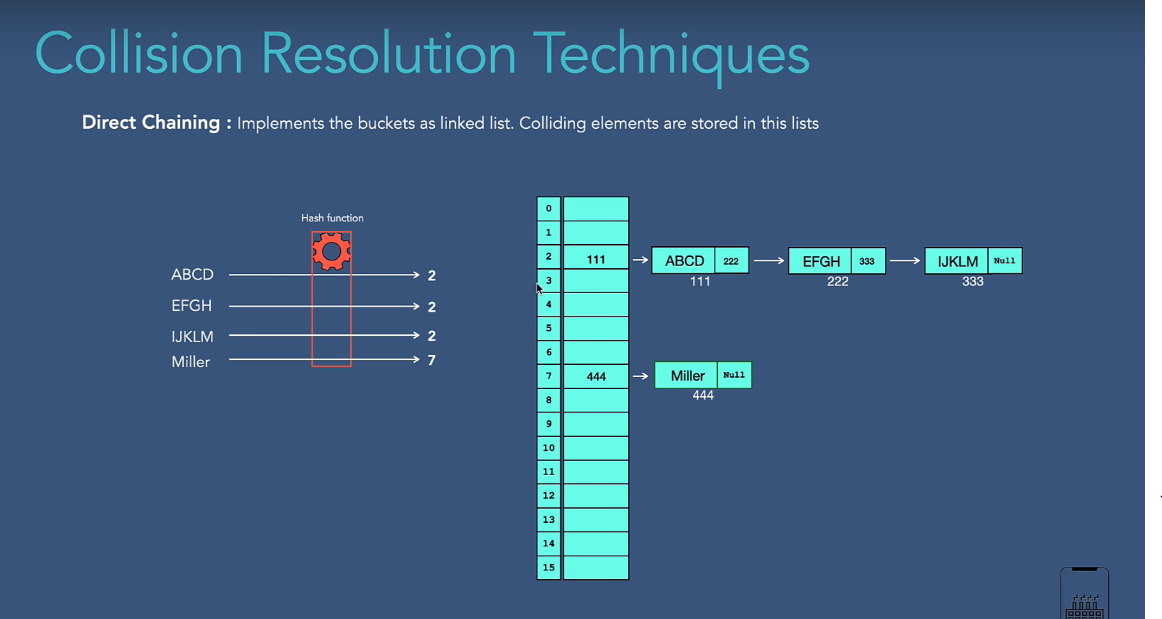 Collision Resolution Techniques
Direct Chaining : Implements the buckets as linked list. Colliding elements are stored in this lists
Hash function
ABCD 2
EFGH 2
IJKLM 2
Miller 7
0
1
2 111 ABCD 222 EFGH 333 IJKLM Null
111 222 333
3
4
5
6
7 444 Miller Null
444
8
9
10
11
12
13
14
15